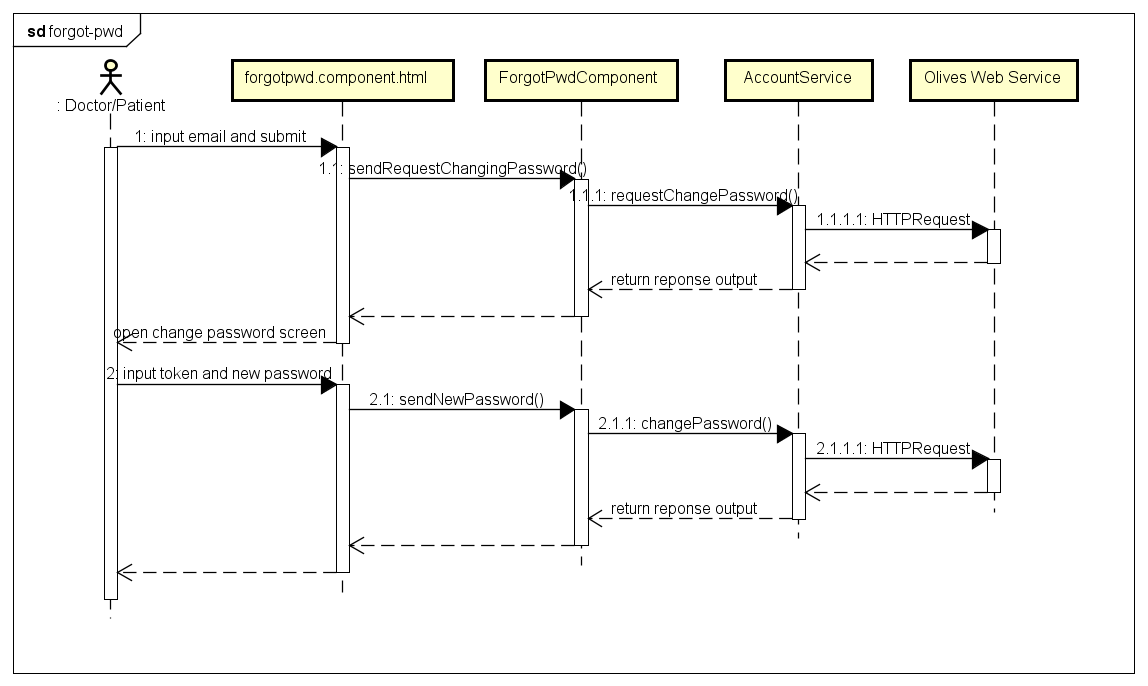 sd forgot-pwd
: Doctor/Patient
forgotpwd.component.html
ForgotPwdComponent
AccountService
Olives Web Service
1: input email and submit
1.1: sendRequestChangingPassword()
1.1.1: requestChangePassword()
1.1.1.1: HTTPRequest
return reponse output
open change password screen
2: input token and new password
2.1: sendNewPassword()
2.1.1: changePassword()
2.1.1.1: HTTPRequest
return reponse output